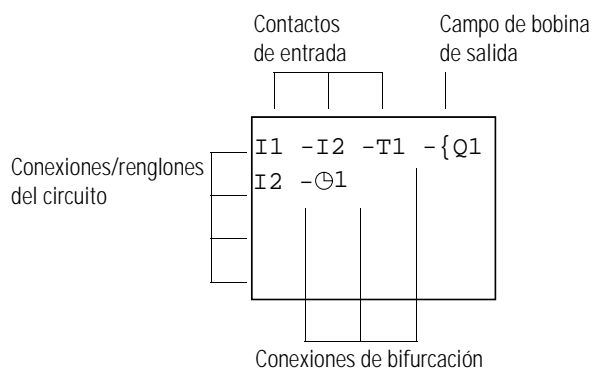 Contactos
de entrada
Campo de bobina
de salida
I1 -I2 -T1 -{Q1
I2 -🕒1
Conexiones/renglones
del circuito
Conexiones de bifurcación